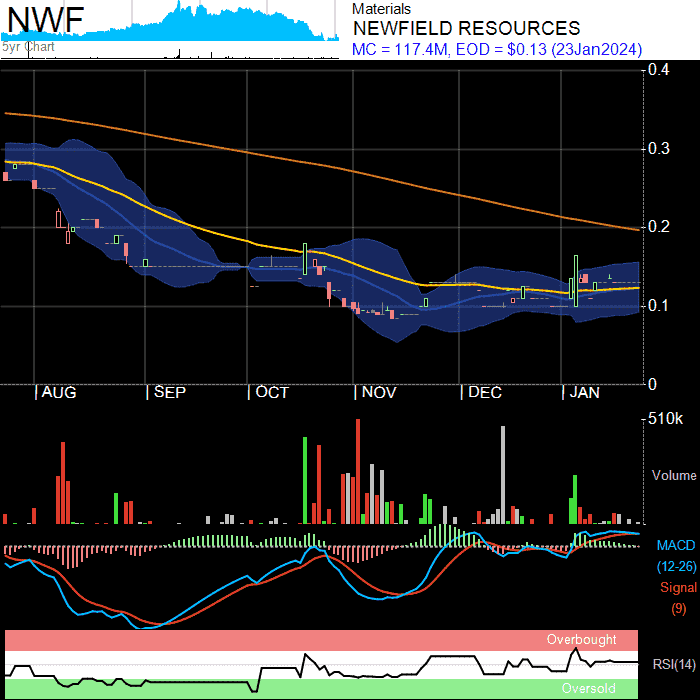 NWF
5yr Chart
Materials
NEWFIELD RESOURCES
MC = 117.4M, EOD = $0.13 (23Jan2024)
0.4
0.3
0.2
0.1
0
AUG
SEP
OCT
NOV
DEC
JAN
510k
Volume
MACD
(12-26)
Signal
(9)
Overbought
RSI(14)
Oversold